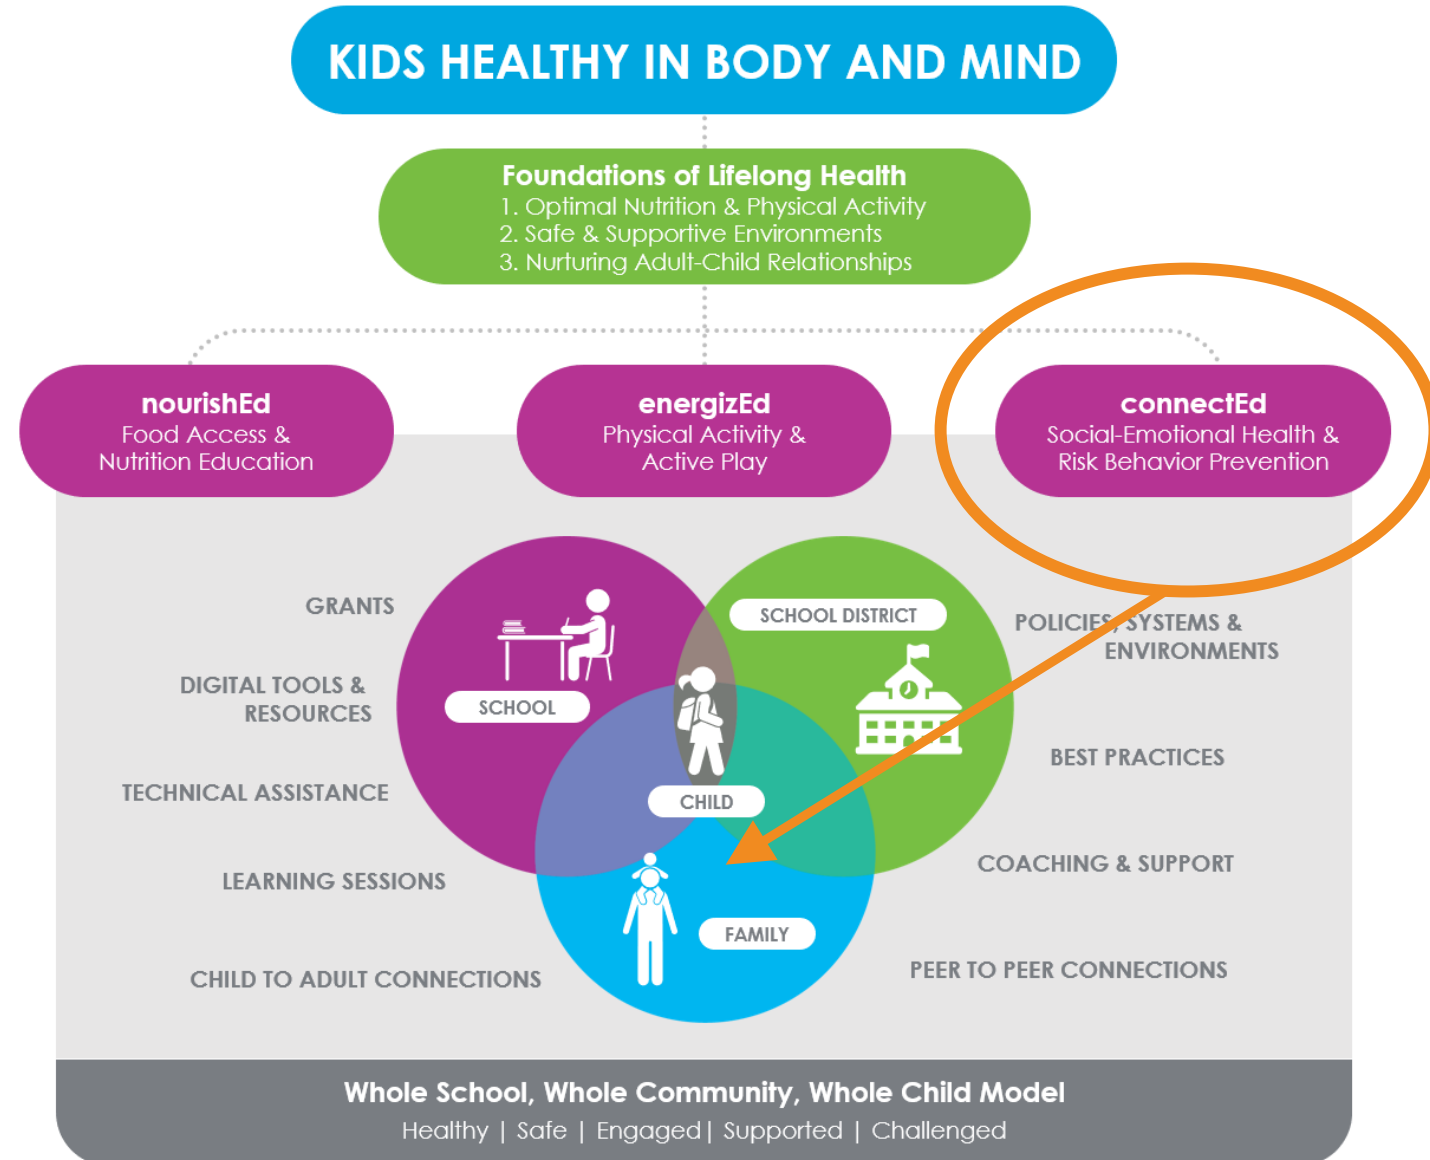 KIDS HEALTHY IN BODY AND MIND
Foundations of Lifelong Health
1. Optimal Nutrition & Physical Activity
2. Safe & Supportive Environments
3. Nurturing Adult-Child Relationships
nourishEd
Food Access &
Nutrition Education
energizEd
Physical Activity &
Active Play
connectEd
Social-Emotional Health &
Risk Behavior Prevention
GRANTS
DIGITAL TOOLS &
RESOURCES
TECHNICAL ASSISTANCE
LEARNING SESSIONS
CHILD TO ADULT CONNECTIONS
SCHOOL
SCHOOL DISTRICT
CHILD
FAMILY
POLICIES, SYSTEMS &
ENVIRONMENTS
BEST PRACTICES
COACHING & SUPPORT
PEER TO PEER CONNECTIONS
Whole School, Whole Community, Whole Child Model
Healthy | Safe | Engaged | Supported | Challenged